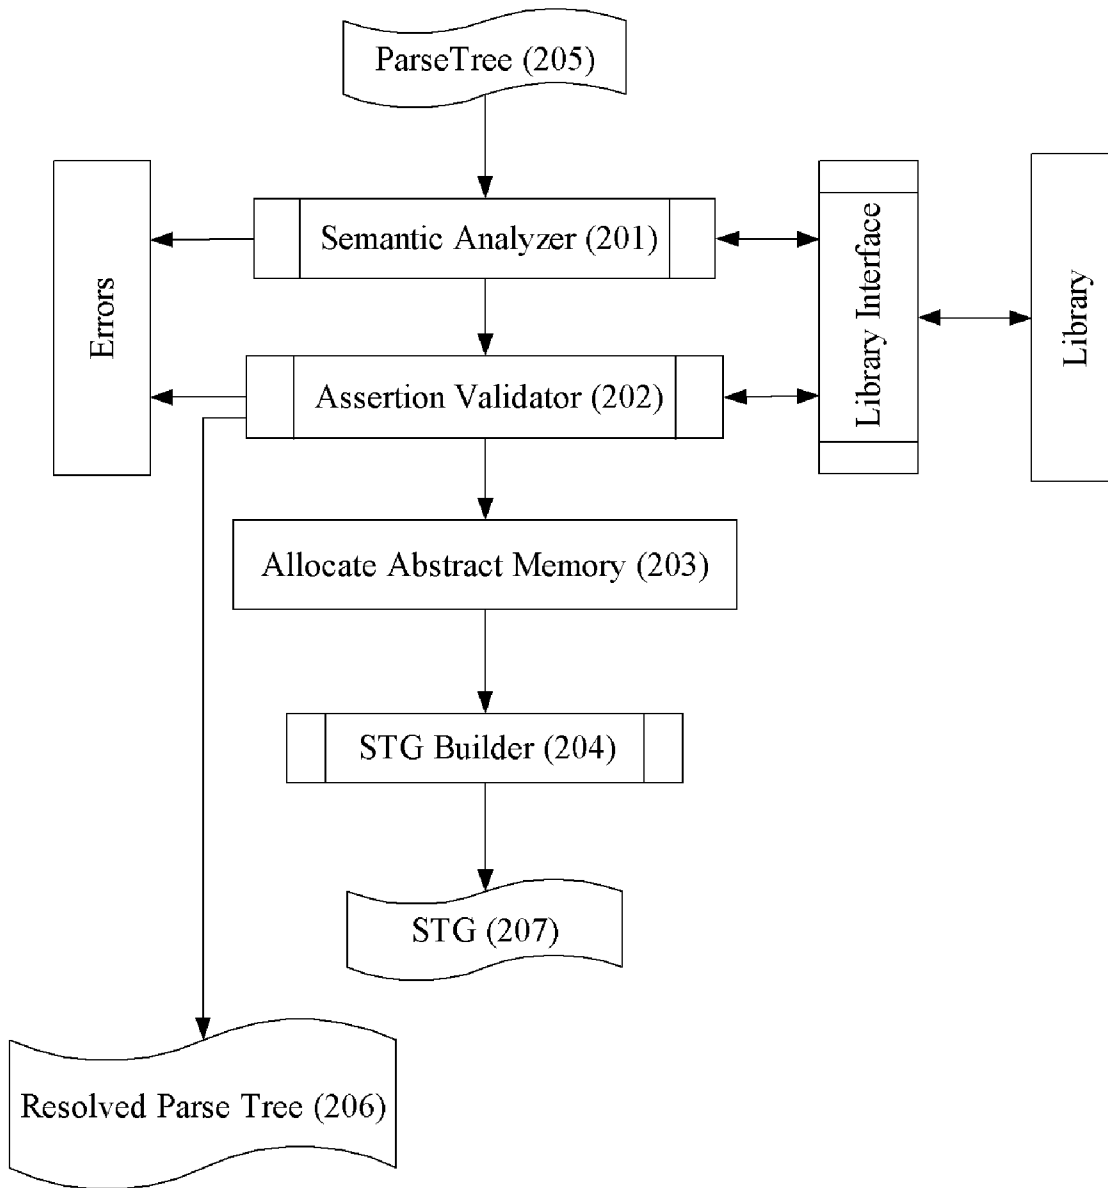 ParseTree (205)
Semantic Analyzer (201)
Errors
Library Interface
Library
Assertion Validator (202)
Allocate Abstract Memory (203)
STG Builder (204)
STG (207)
Resolved Parse Tree (206)